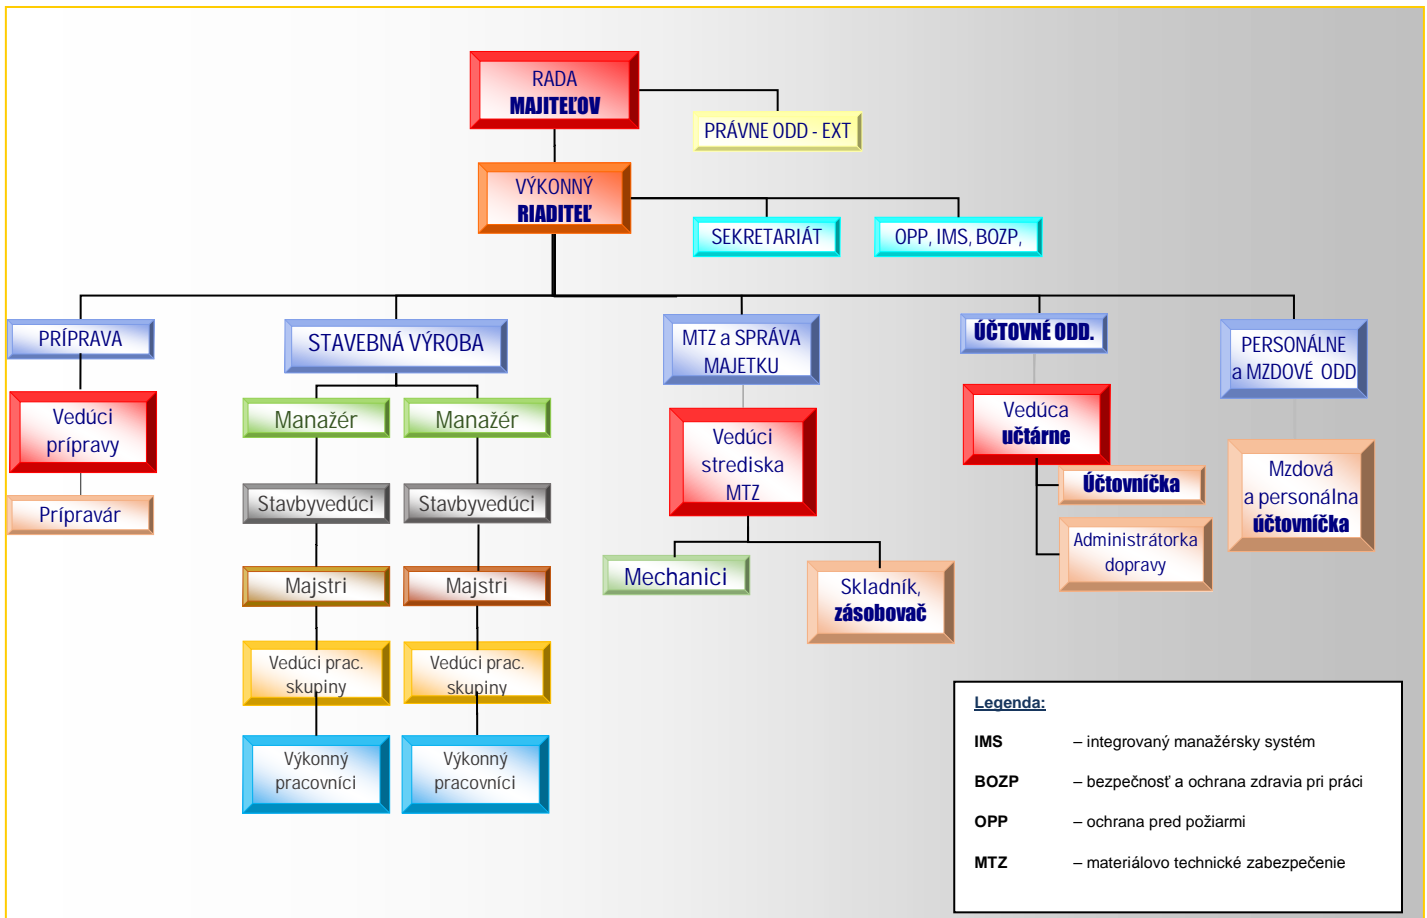 RADA
MAJITEĽOV
PRÁVNE ODD - EXT
VÝKONNÝ
RIADITEĽ
SEKRETARIÁT
OPP, IMS, BOZP,
PRÍPRAVA
STAVEBNÁ VÝROBA
MTZ a SPRÁVA
MAJETKU
ÚČTOVNÉ ODD.
PERSONÁLNE
a MZDOVÉ ODD
Vedúci
prípravy
Prípravár
Manažér
Manažér
Stavbyvedúci
Stavbyvedúci
Majstri
Majstri
Vedúci prac.
skupiny
Vedúci prac.
skupiny
Výkonný
pracovníci
Výkonný
pracovníci
Vedúci
strediska
MTZ
Mechanici
Skladník,
zásobovač
Vedúca
učtárne
Účtovníčka
Administrátorka
dopravy
Mzdová
a personálna
účtovníčka
Legenda:
IMS – integrovaný manažérsky systém
BOZP – bezpečnosť a ochrana zdravia pri práci
OPP – ochrana pred požiarmi
MTZ – materiálovo technické zabezpečenie